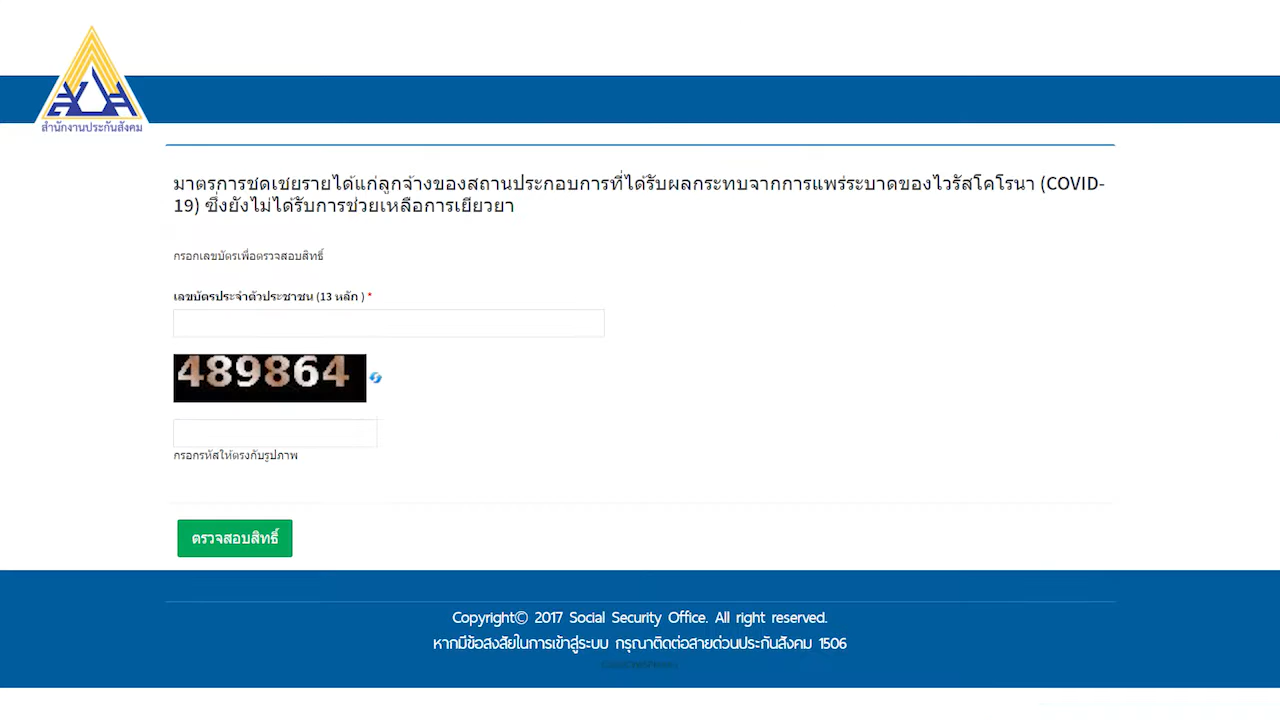 สำนักงานประกันสังคม
มาตรการชดเชยรายได้แก่ลูกจ้างของสถานประกอบการที่ได้รับผลกระทบจากการแพร่ระบาดของไวรัสโคโรนา (COVID-
19) ซึ่งยังไม่ได้รับการช่วยเหลือการเยียวยา
กรอกเลขบัตรเพื่อตรวจสอบสิทธิ์
เลขบัตรประจำตัวประชาชน (13 หลัก ) *
489864
กรอกรหัสให้ตรงกับรูปภาพ
ตรวจสอบสิทธิ์
Copyright© 2017 Social Security Office. All right reserved.
หากมีข้อสงสัยในการเข้าสู่ระบบ กรุณาติดต่อสายด่วนประกันสังคม 1506